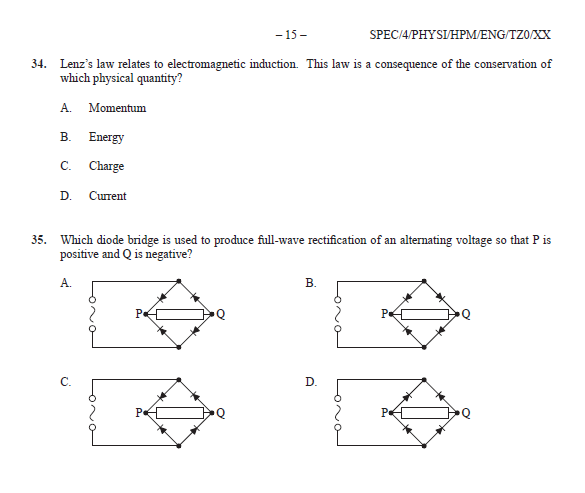 – 15 –
SPEC/4/PHYSI/HPM/ENG/TZ0/XX
34. Lenz's law relates to electromagnetic induction. This law is a consequence of the conservation of
which physical quantity?
A. Momentum
B. Energy
C. Charge
D. Current
35. Which diode bridge is used to produce full-wave rectification of an alternating voltage so that P is
positive and Q is negative?
A.
B.
P Q
P Q
C.
D.
P Q
P Q